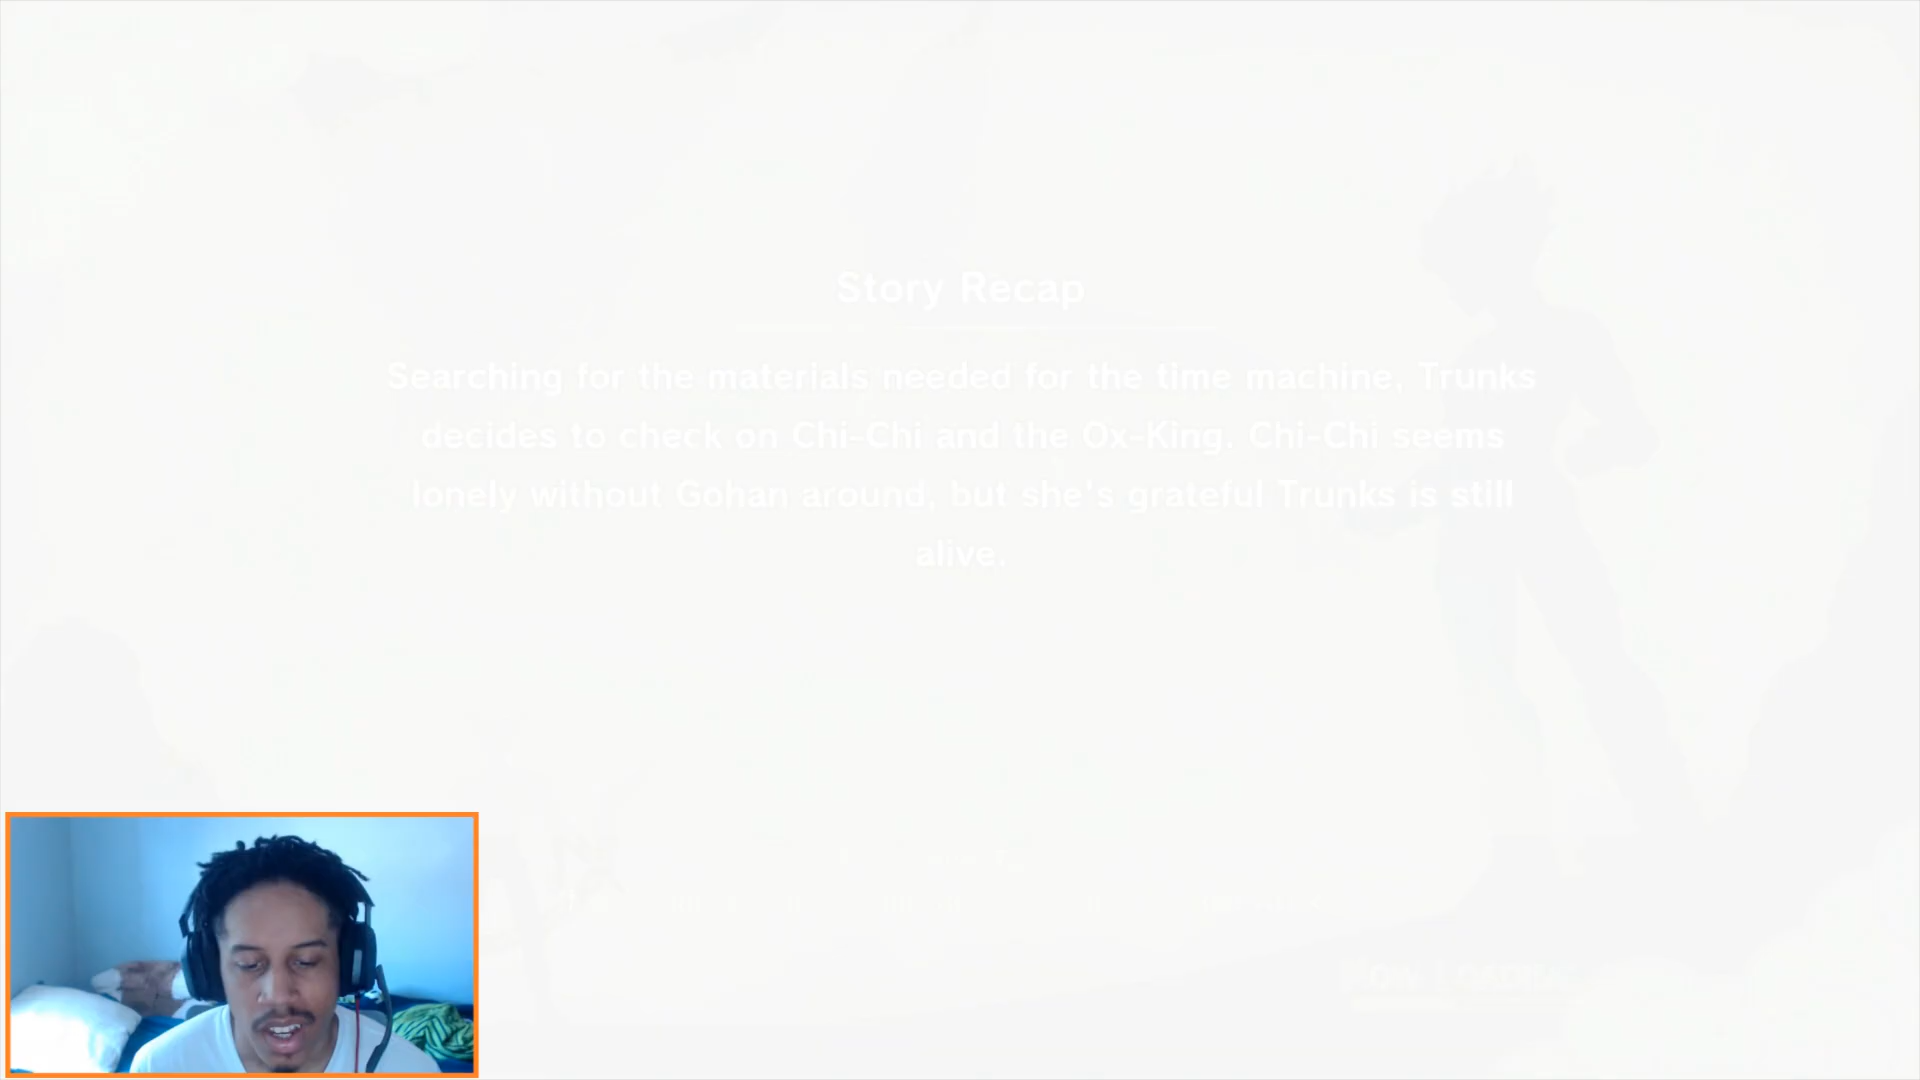 Story Recap
Searching for the materials needed for the time machine, Trunks
decides to check on Chi-Chi and the Ox-King. Chi-Chi seems
lonely without Gohan around, but she's grateful Trunks is still
alive.